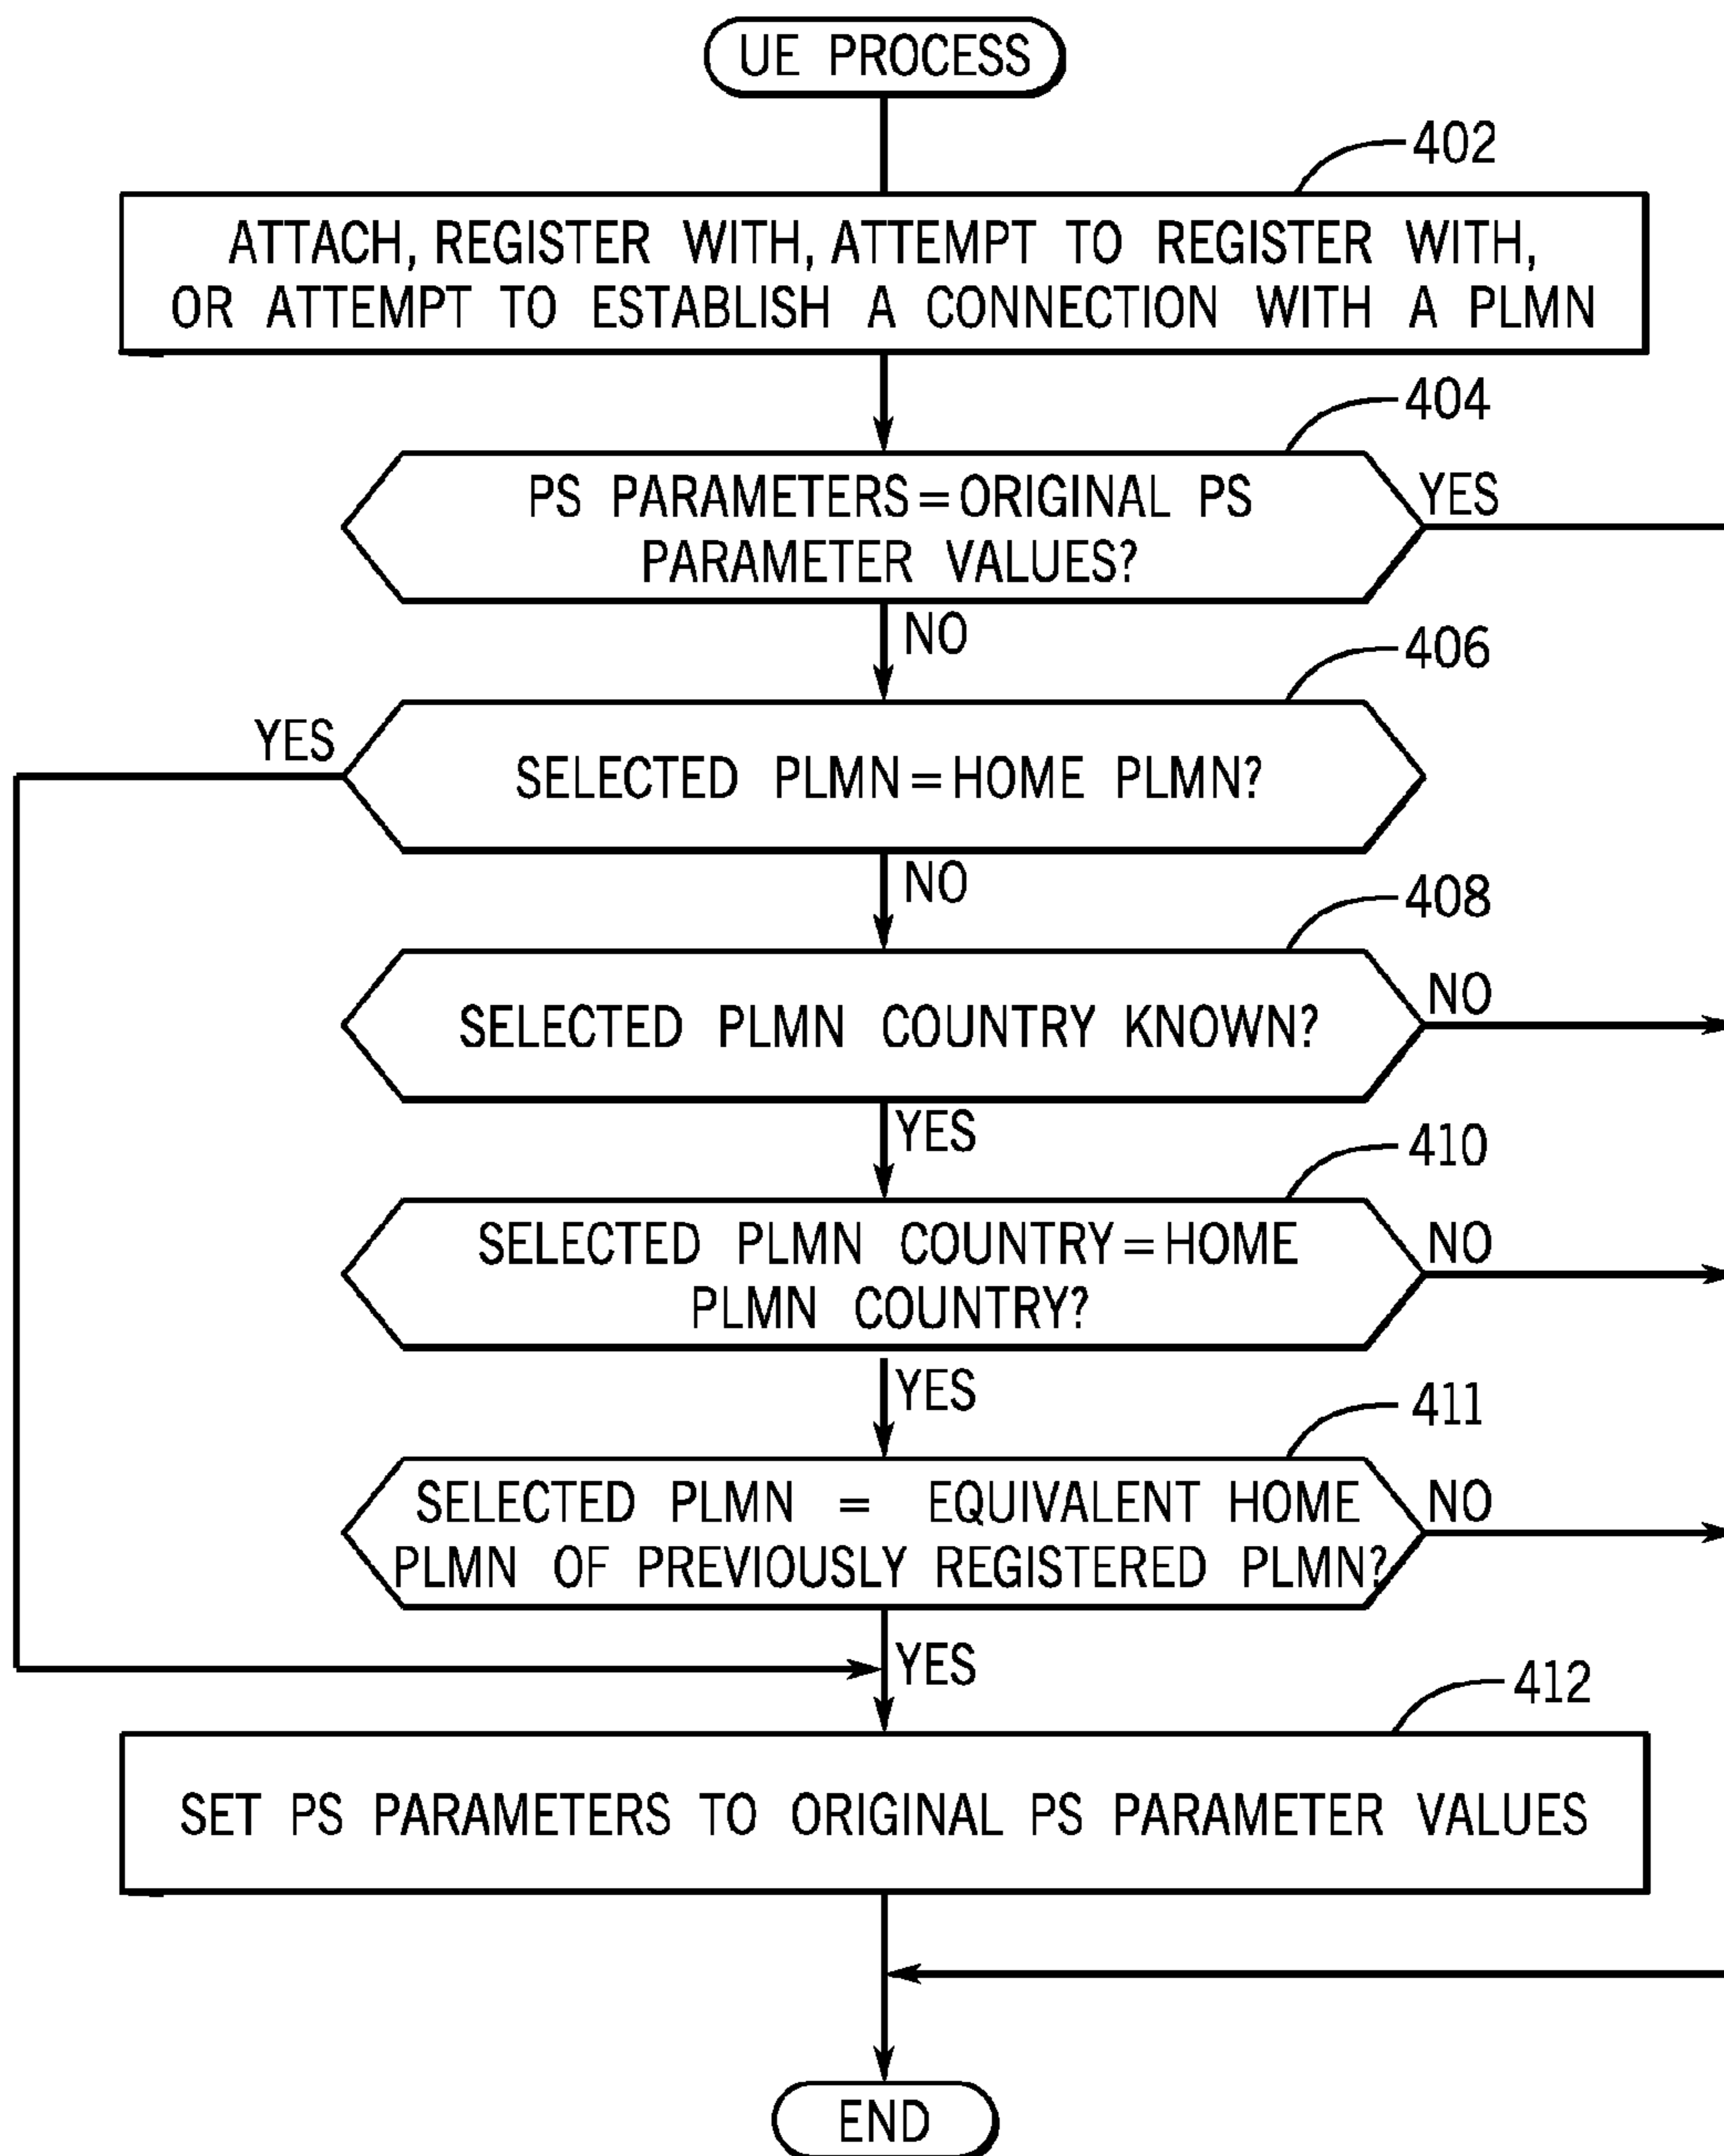 UE PROCESS
402
ATTACH, REGISTER WITH, ATTEMPT TO REGISTER WITH,
OR ATTEMPT TO ESTABLISH A CONNECTION WITH A PLMN
404
PS PARAMETERS=ORIGINAL PS
PARAMETER VALUES?
YES
NO
406
YES
SELECTED PLMN=HOME PLMN?
NO
408
SELECTED PLMN COUNTRY KNOWN?
NO
YES
410
SELECTED PLMN COUNTRY=HOME
PLMN COUNTRY?
NO
YES
411
SELECTED PLMN = EQUIVALENT HOME
PLMN OF PREVIOUSLY REGISTERED PLMN?
NO
YES
412
SET PS PARAMETERS TO ORIGINAL PS PARAMETER VALUES
END